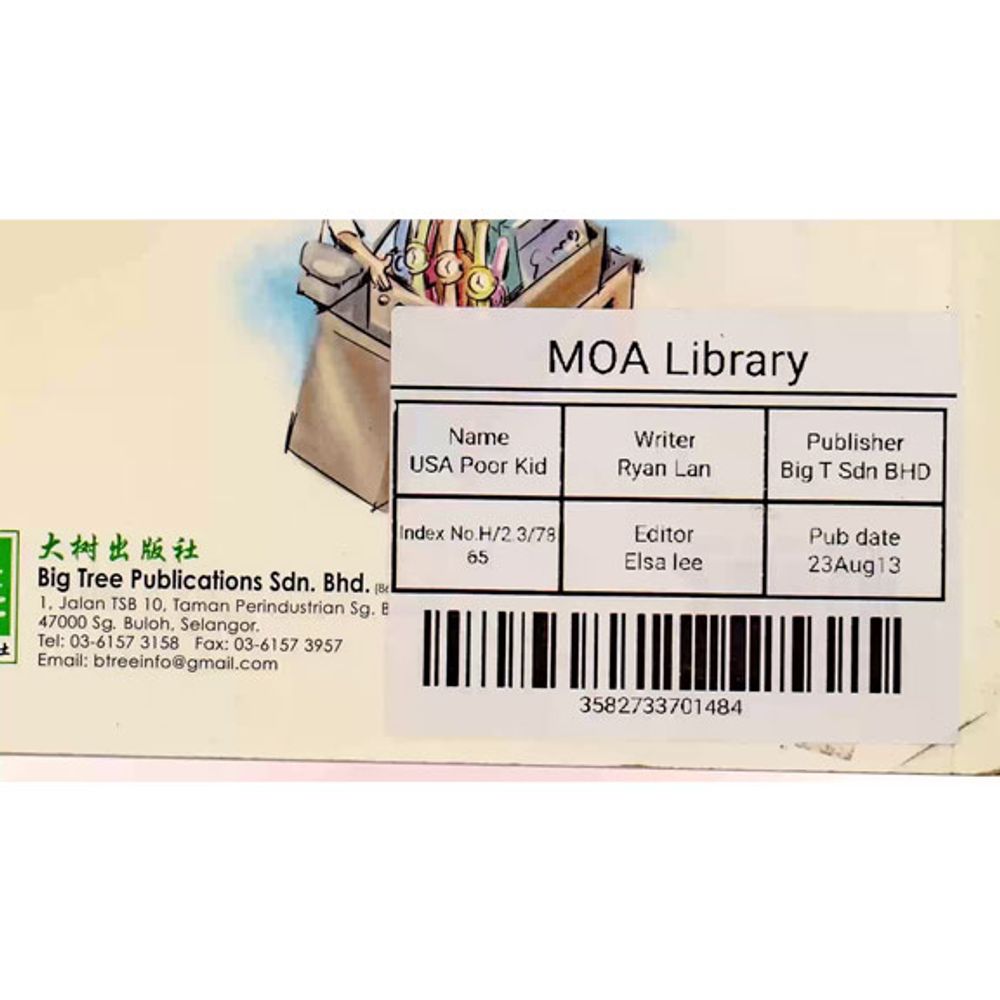 MOA Library
Name
USA Poor Kid
Writer
Ryan Lan
Publisher
Big T Sdn BHD
Index No.H/2.3/78
65
Editor
Elsa lee
Pub date
23Aug13
3582733701484
大树出版社
Big Tree Publications Sdn. Bhd.
1, Jalan TSB 10, Taman Perindustrian Sg.
47000 Sg. Buloh, Selangor.
Tel: 03-6157 3158 Fax: 03-6157 3957
Email: btreeinfo@gmail.com